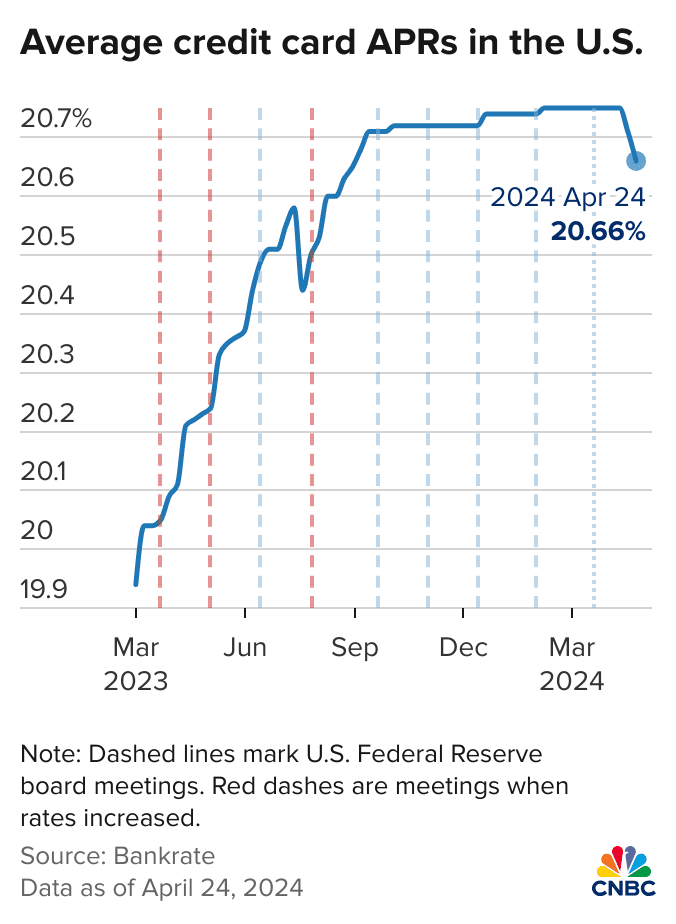 Average credit card APRs in the U.S.
20.7%
20.6
2024 Apr 24
20.5
20.66%
20.4
20.3
20.2
20.1
20
19.9
Mar
2023
Jun
Sep
Dec
Mar
2024
Note: Dashed lines mark U.S. Federal Reserve
board meetings. Red dashes are meetings when
rates increased.
Source: Bankrate
Data as of April 24, 2024
CNBC